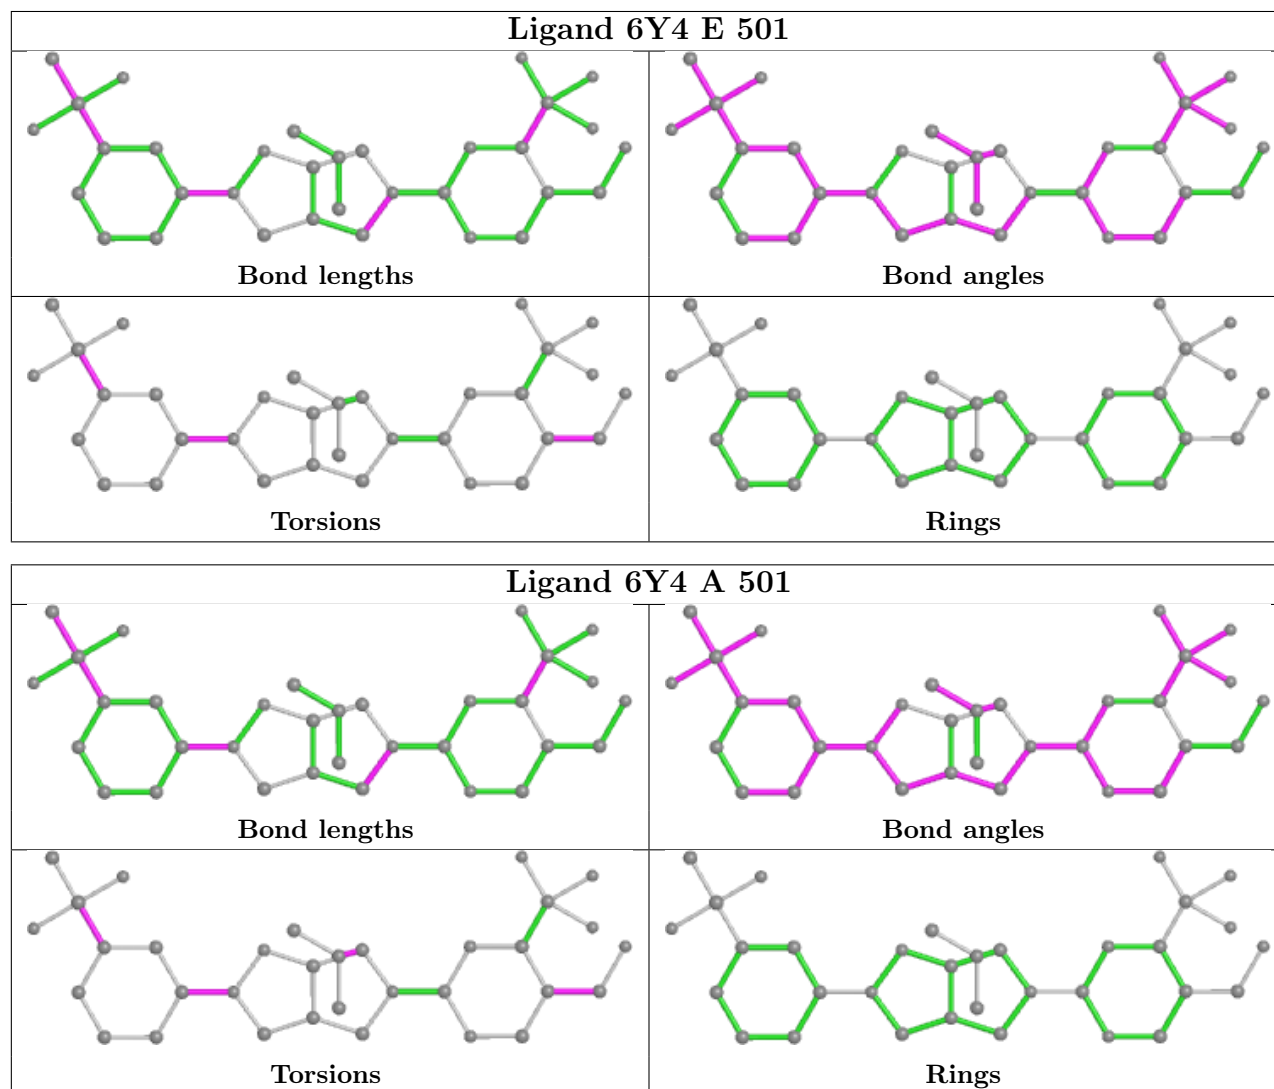 Ligand 6Y4 E 501
Bond lengths
Bond angles
Torsions
Rings
Ligand 6Y4 A 501
Bond lengths
Bond angles
Torsions
Rings